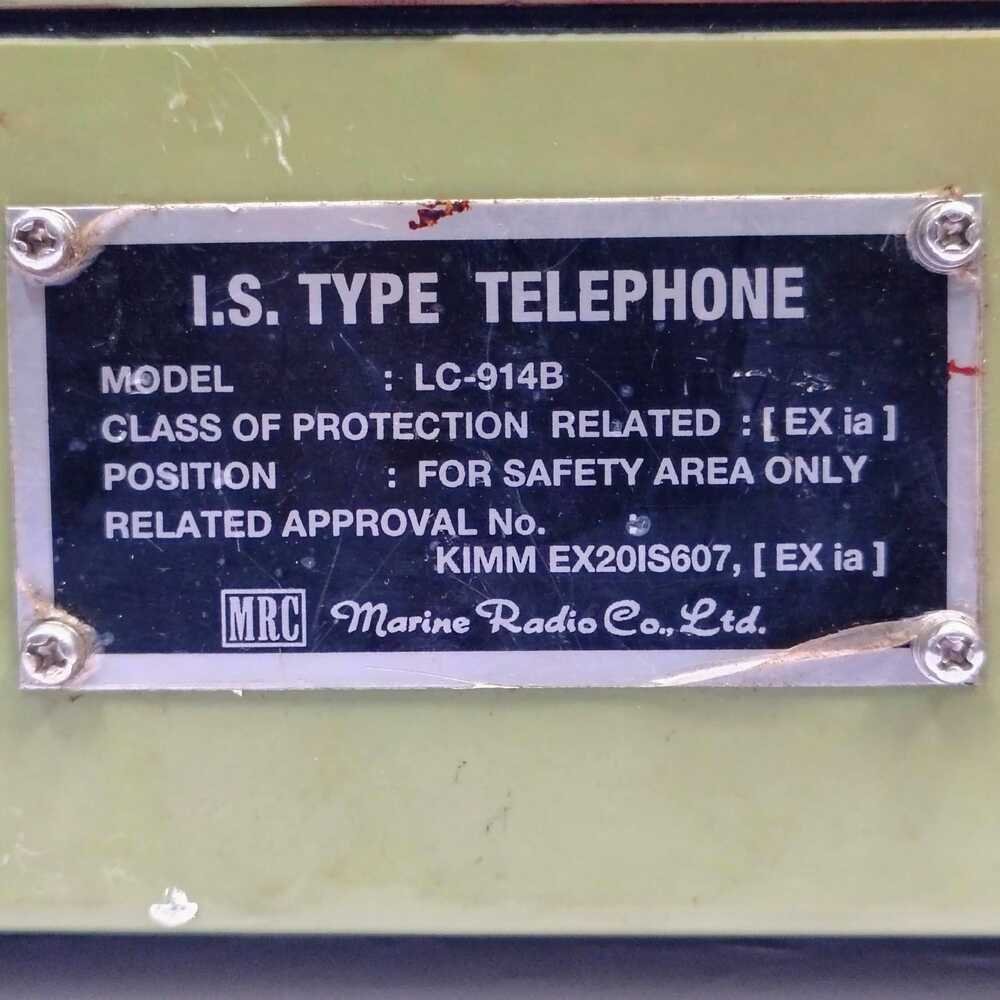 I.S. TYPE TELEPHONE
MODEL : LC-914B
CLASS OF PROTECTION RELATED : [ EX ia ]
POSITION : FOR SAFETY AREA ONLY
RELATED APPROVAL No. :
KIMM EX20IS607, [ EX ia ]
MRC Marine Radio Co., Ltd.